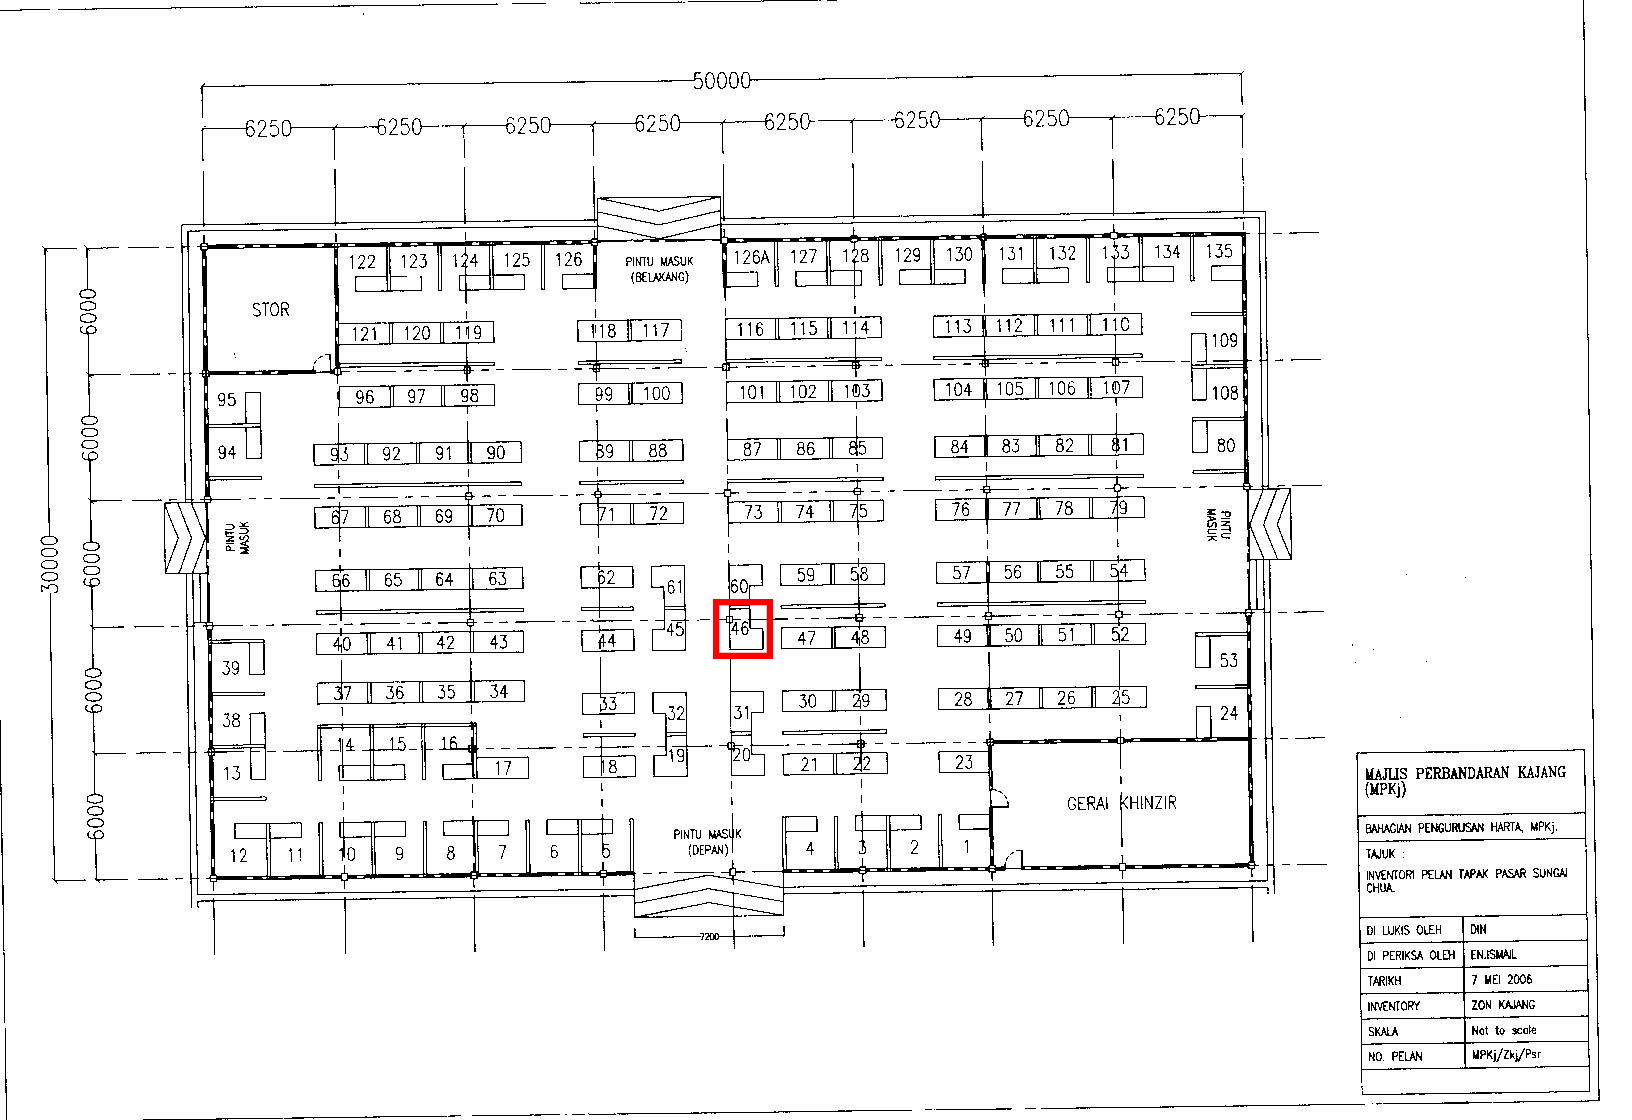 50000
6250 6250 6250 6250 6250 6250 6250 6250
122 123 124 125 126 PINTU MASUK (BELAKANG) 126A 127 128 129 130 131 132 133 134 135
6000
STOR
121 120 119 118 117 116 115 114 113 112 111 110
109
95 96 97 98 99 100 101 102 103 104 105 106 107 108
6000
94 93 92 91 90 89 88 87 86 85 84 83 82 81 80
67 68 69 70 71 72 73 74 75 76 77 78 79
PINTU MASUK
PINTU MASUK
30000
6000
66 65 64 63 62 61 60 59 58 57 56 55 54
40 41 42 43 44 45 46 47 48 49 50 51 52
39 53
6000
37 36 35 34 33 32 31 30 29 28 27 26 25
38 24
14 15 16
13 17 18 19 20 21 22 23
6000
GERAI KHINZIR
12 11 10 9 8 7 6 5 PINTU MASUK (DEPAN) 4 3 2 1
7200
MAJLIS PERBANDARAN KAJANG
(MPKj)
BAHAGIAN PENGURUSAN HARTA, MPKj.
TAJUK :
INVENTORI PELAN TAPAK PASAR SUNGAI
CHUA.
DI LUKIS OLEH DIN
DI PERIKSA OLEH EN.ISMAIL
TARIKH 7 MEI 2006
INVENTORY ZON KAJANG
SKALA Not to scale
NO. PELAN MPKj/Zkj/Psr